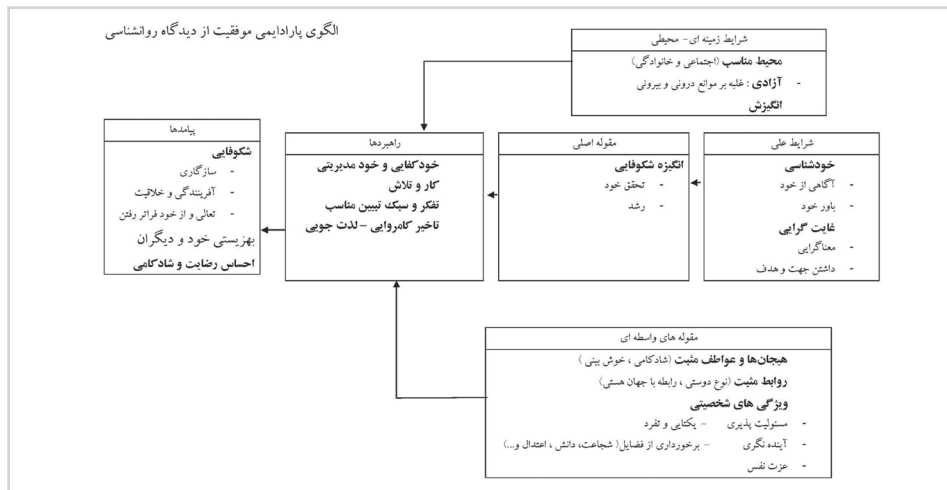 الگوی پارادایمی موفقیت از دیدگاه روانشناسی
شرایط زمینه ای- محیطی
محیط مناسب (اجتماعی و خانوادگی)
- آزادی : غلبه بر موانع درونی و بیرونی
انگیزش
شرایط علی
خودشناسی
- آگاهی از خود
- باور خود
غایت گرایی
- معناگرایی
- داشتن جهت و هدف
مقوله اصلی
انگیزه شکوفایی
- تحقق خود
- رشد
راهبردها
خودکفایی و خود مدیریتی
کار و تلاش
تفکر و سبک تبیین مناسب
تاخیر کامروایی – لذت جویی
پیامدها
شکوفایی
- سازگاری
- آفرینندگی و خلاقیت
- تعالی و از خود فراتر رفتن
بهزیستی خود و دیگران
احساس رضایت و شادکامی
مقوله های واسطه ای
هیجان‌ها و عواطف مثبت (شادکامی ، خوش بینی )
روابط مثبت (نوع دوستی ، رابطه با جهان هستی)
ویژگی های شخصیتی
- مسئولیت پذیری - یکتایی و تفرد
- آینده نگری - برخورداری از فضایل( شجاعت، دانش ، اعتدال و...)
- عزت نفس